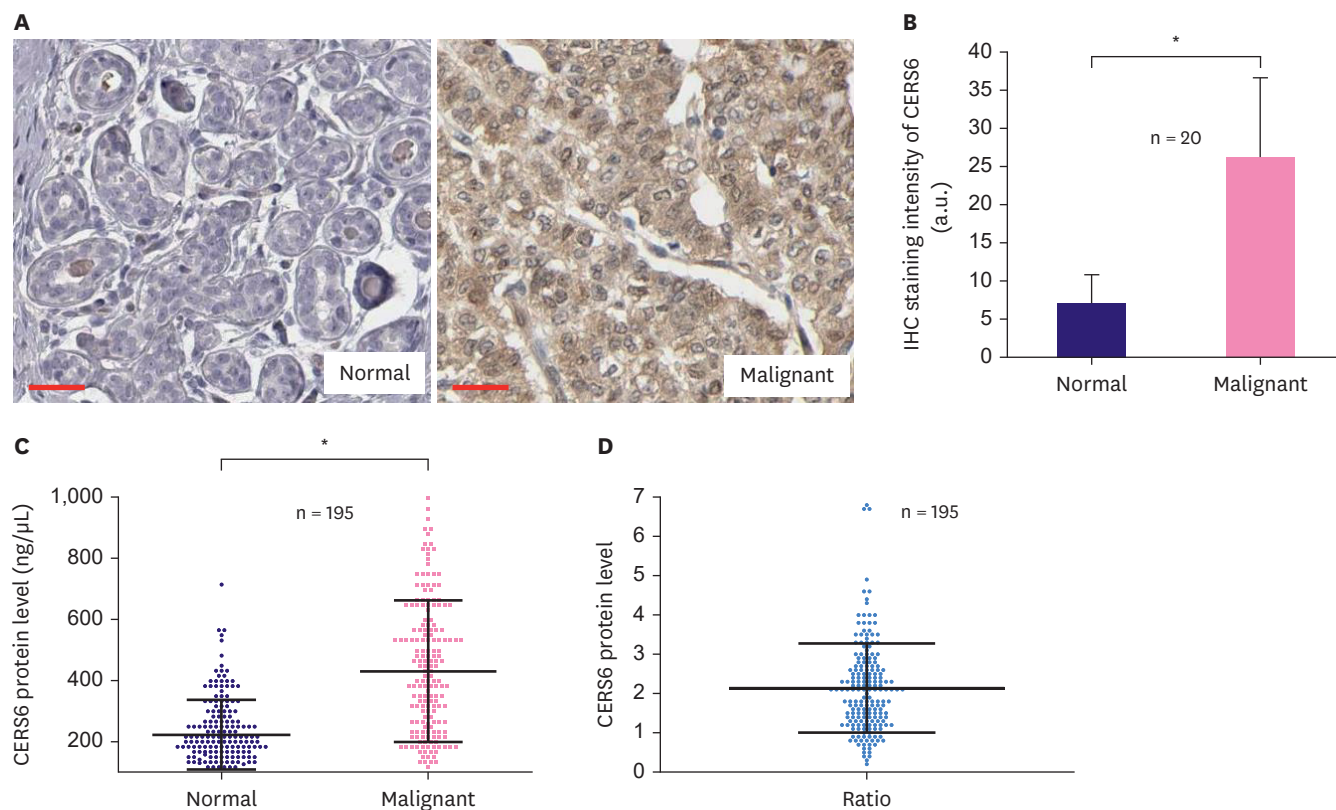 A
Normal
Malignant
B
IHC staining intensity of CERS6
(a.u.)
40
35
30
25
20
15
10
5
0
*
n = 20
Normal
Malignant
C
CERS6 protein level (ng/µL)
1,000
800
600
400
200
*
n = 195
Normal
Malignant
D
CERS6 protein level
7
6
5
4
3
2
1
0
n = 195
Ratio